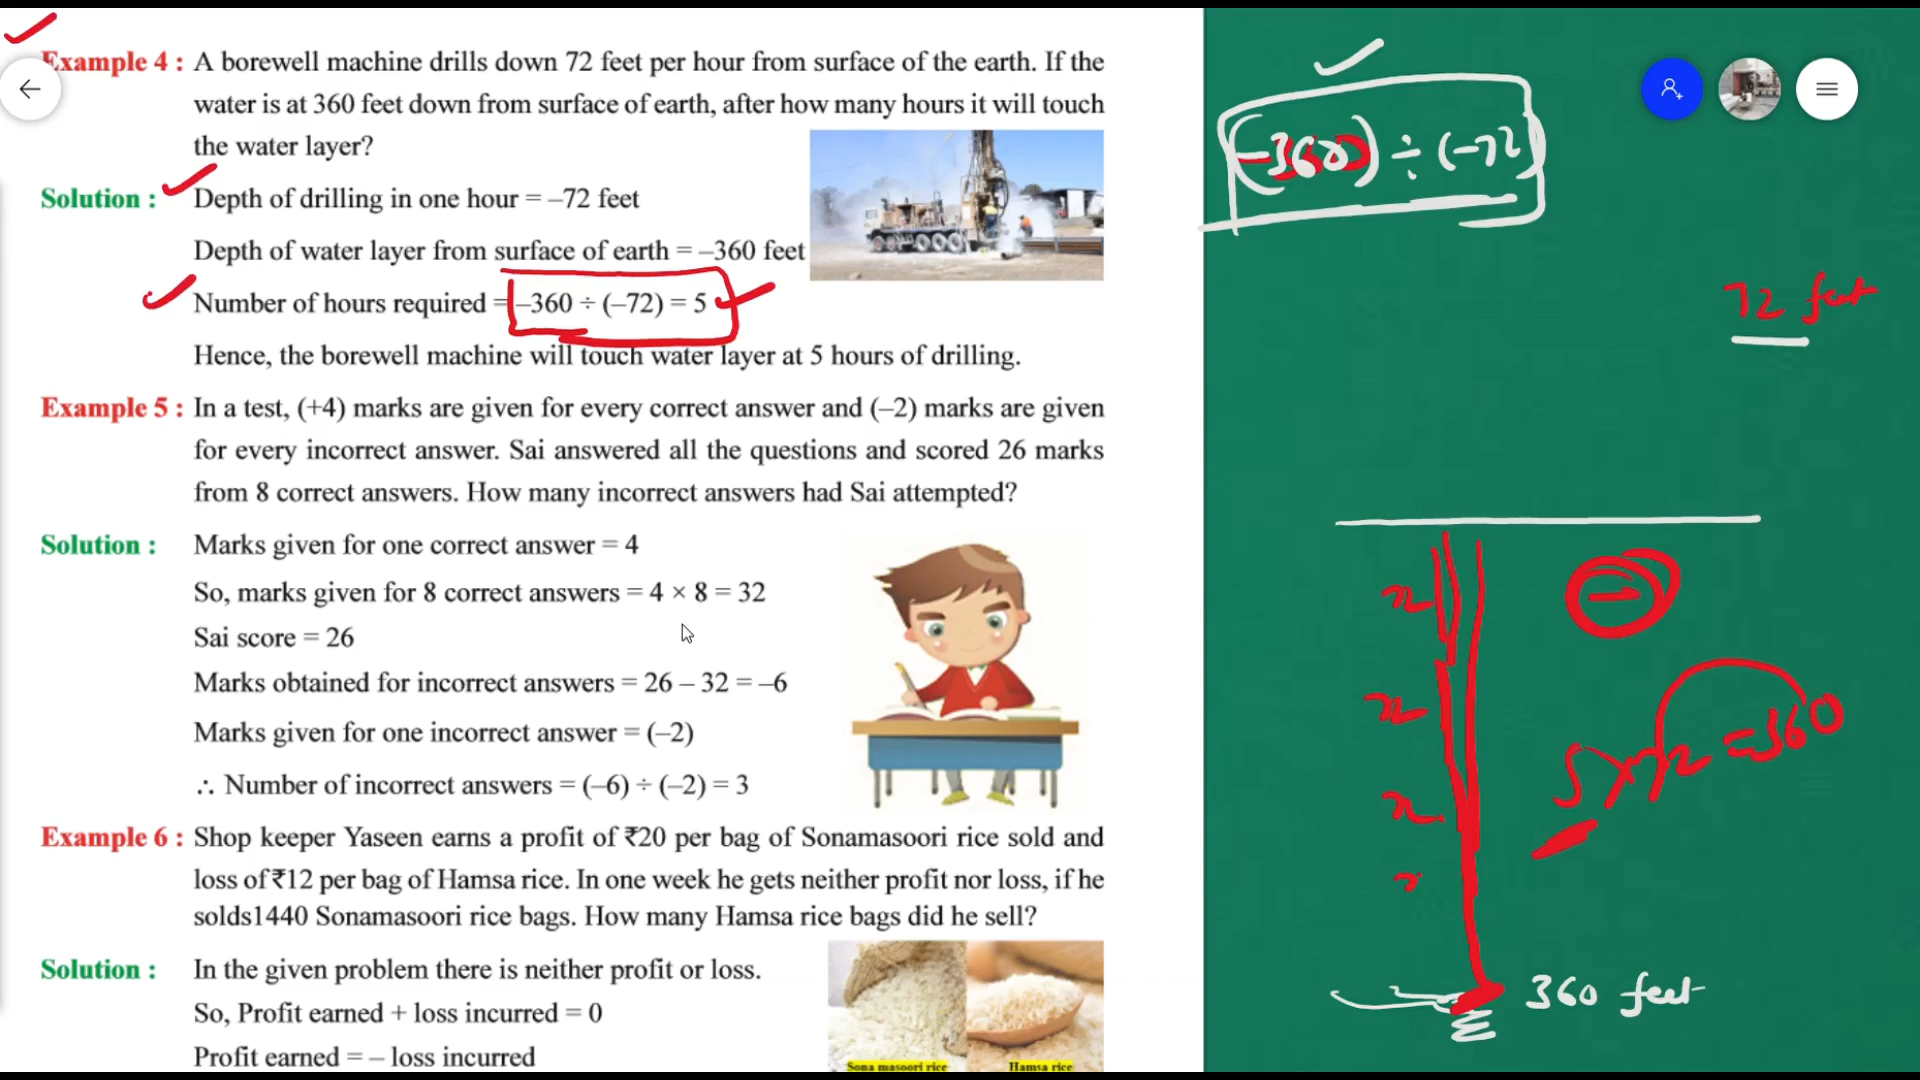 Example 4 : A borewell machine drills down 72 feet per hour from surface of the earth. If the
water is at 360 feet down from surface of earth, after how many hours it will touch
the water layer?
Solution : Depth of drilling in one hour = –72 feet
Depth of water layer from surface of earth = –360 feet
Number of hours required = –360 ÷ (–72) = 5
Hence, the borewell machine will touch water layer at 5 hours of drilling.
Example 5 : In a test, (+4) marks are given for every correct answer and (–2) marks are given
for every incorrect answer. Sai answered all the questions and scored 26 marks
from 8 correct answers. How many incorrect answers had Sai attempted?
Solution : Marks given for one correct answer = 4
So, marks given for 8 correct answers = 4 × 8 = 32
Sai score = 26
Marks obtained for incorrect answers = 26 – 32 = –6
Marks given for one incorrect answer = (–2)
∴ Number of incorrect answers = (–6) ÷ (–2) = 3
Example 6 : Shop keeper Yaseen earns a profit of ₹20 per bag of Sonamasoori rice sold and
loss of ₹12 per bag of Hamsa rice. In one week he gets neither profit nor loss, if he
solds1440 Sonamasoori rice bags. How many Hamsa rice bags did he sell?
Solution : In the given problem there is neither profit or loss.
So, Profit earned + loss incurred = 0
Profit earned = – loss incurred
Sona masoori rice
Hamsa rice
(-360) ÷ (-72)
72 feet
5 × 72 = 360
360 feet